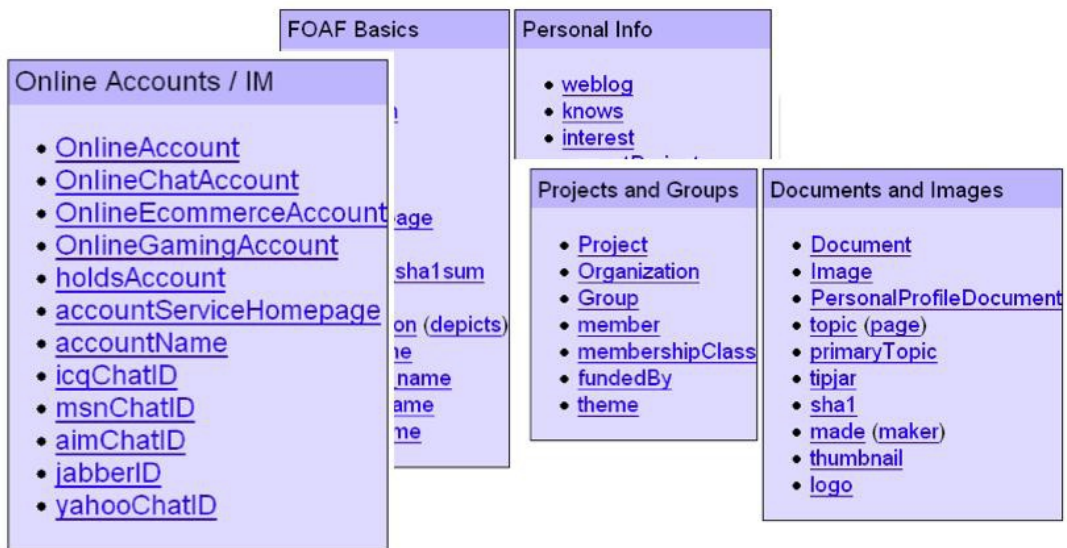 FOAF Basics
sha1sum
(depicts)
Personal Info
• weblog
• knows
• interest
Online Accounts / IM
• OnlineAccount
• OnlineChatAccount
• OnlineEcommerceAccount
• OnlineGamingAccount
• holdsAccount
• accountServiceHomepage
• accountName
• icqChatID
• msnChatID
• aimChatID
• jabberID
• yahooChatID
Projects and Groups
• Project
• Organization
• Group
• member
• membershipClass
• fundedBy
• theme
Documents and Images
• Document
• Image
• PersonalProfileDocument
• topic (page)
• primaryTopic
• tipjar
• sha1
• made (maker)
• thumbnail
• logo